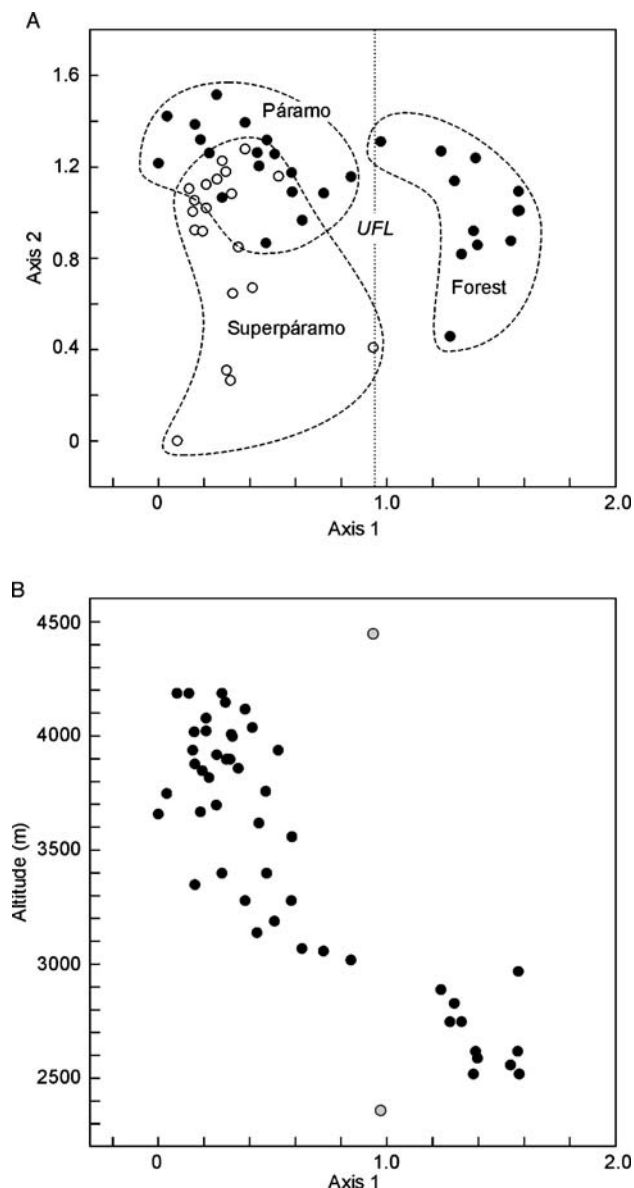 A
1.6
1.2
0.8
0.4
0
Axis 2
Páramo
UFL
Forest
Superpáramo
0
1.0
2.0
Axis 1
B
4500
4000
3500
3000
2500
Altitude (m)
0
1.0
2.0
Axis 1